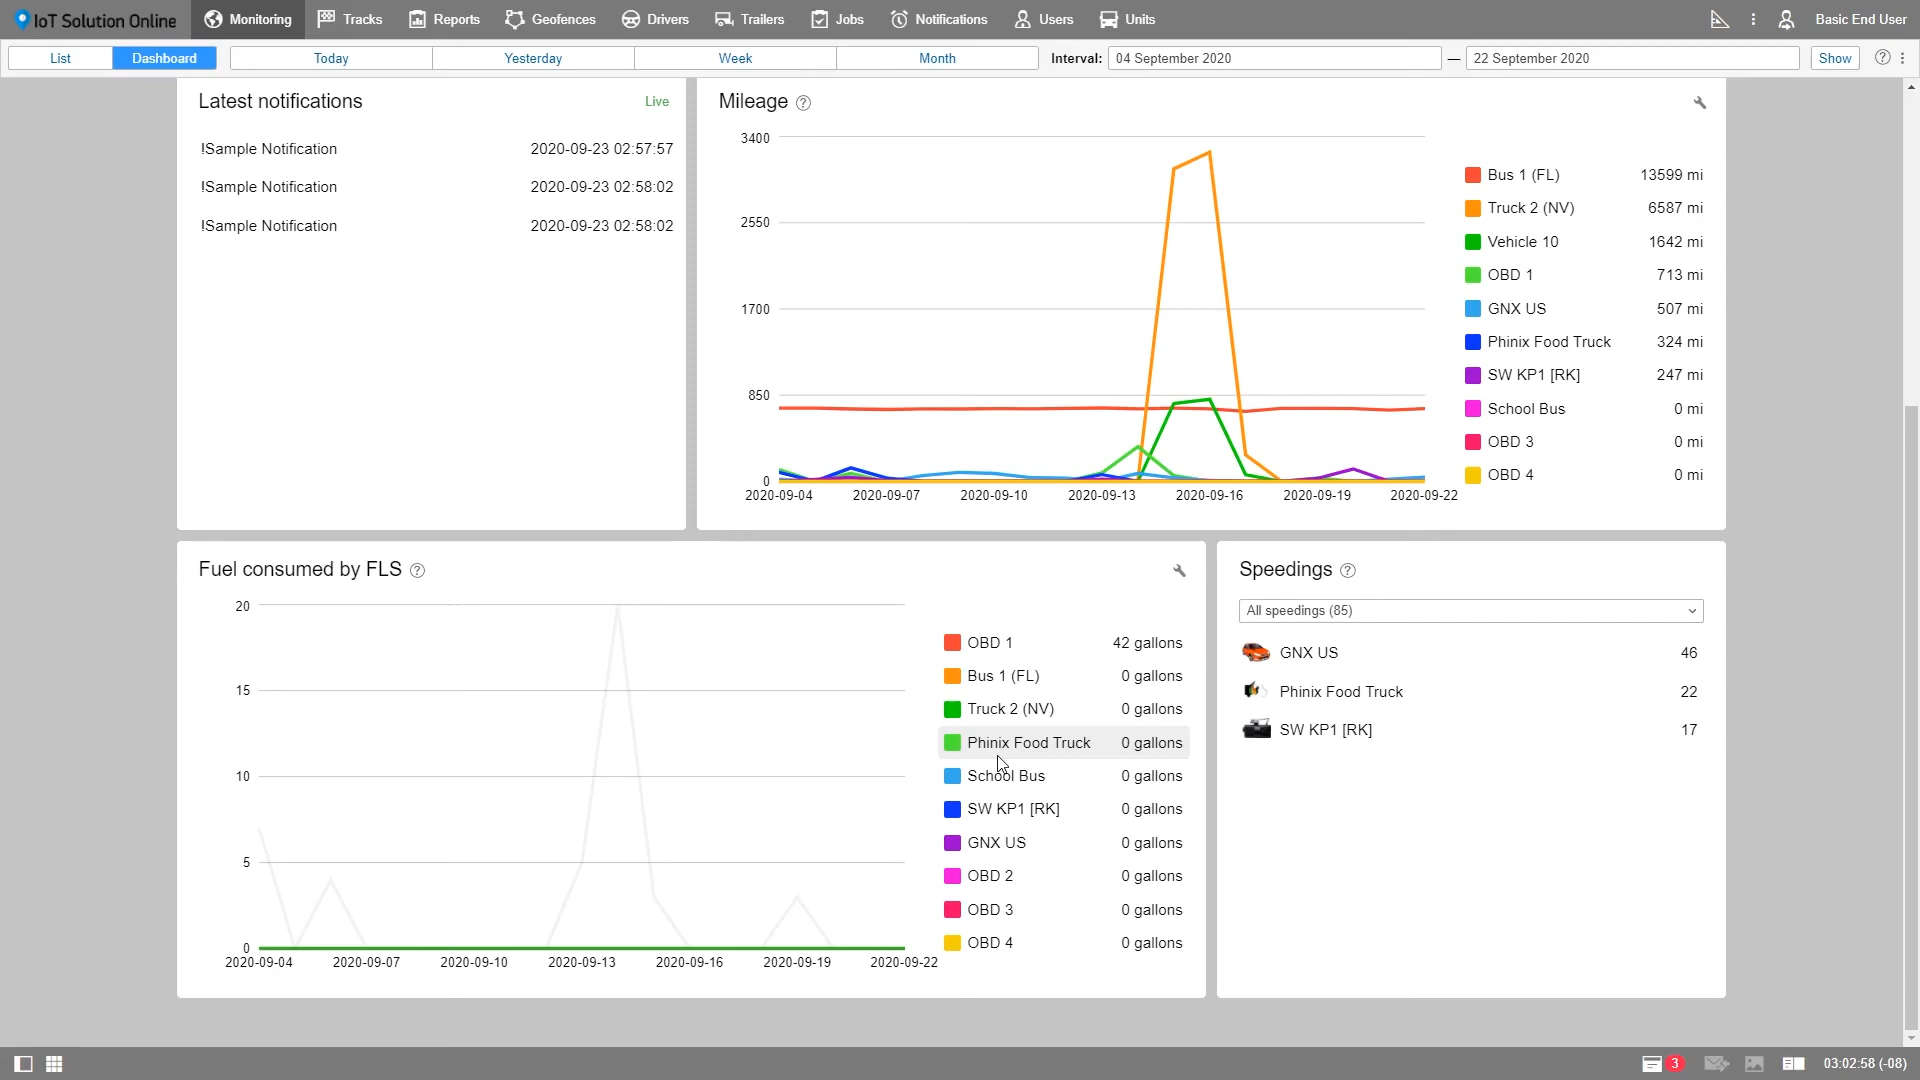 IoT Solution Online
Monitoring
Tracks
Reports
Geofences
Drivers
Trailers
Jobs
Notifications
Users
Units
Basic End User
List
Dashboard
Today
Yesterday
Week
Month
Interval:
04 September 2020
—
22 September 2020
Show
?
Latest notifications
Live
!Sample Notification 2020-09-23 02:57:57
!Sample Notification 2020-09-23 02:58:02
!Sample Notification 2020-09-23 02:58:02
Mileage ?
3400
2550
1700
850
0
2020-09-04 2020-09-07 2020-09-10 2020-09-13 2020-09-16 2020-09-19 2020-09-22
Bus 1 (FL) 13599 mi
Truck 2 (NV) 6587 mi
Vehicle 10 1642 mi
OBD 1 713 mi
GNX US 507 mi
Phinix Food Truck 324 mi
SW KP1 [RK] 247 mi
School Bus 0 mi
OBD 3 0 mi
OBD 4 0 mi
Fuel consumed by FLS ?
20
15
10
5
0
2020-09-04 2020-09-07 2020-09-10 2020-09-13 2020-09-16 2020-09-19 2020-09-22
OBD 1 42 gallons
Bus 1 (FL) 0 gallons
Truck 2 (NV) 0 gallons
Phinix Food Truck 0 gallons
School Bus 0 gallons
SW KP1 [RK] 0 gallons
GNX US 0 gallons
OBD 2 0 gallons
OBD 3 0 gallons
OBD 4 0 gallons
Speedings ?
All speedings (85)
GNX US 46
Phinix Food Truck 22
SW KP1 [RK] 17
3
03:02:58 (-08)